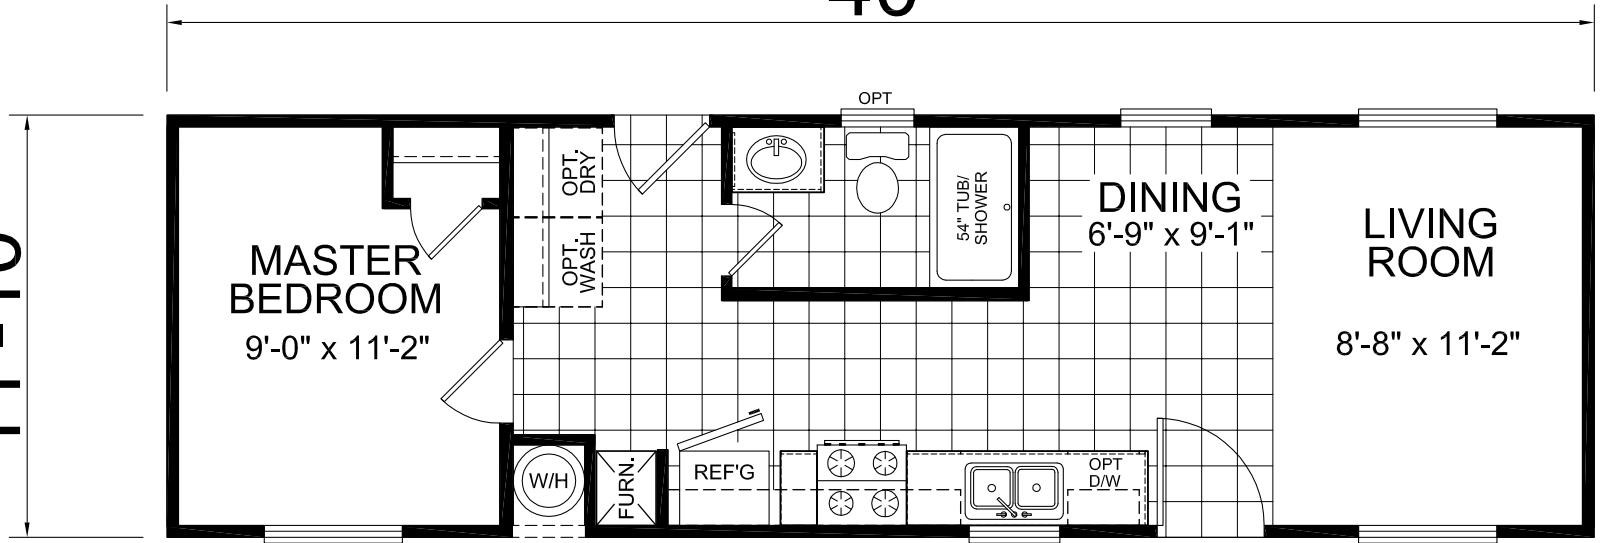 OPT
OPT.
DRY
OPT.
WASH
54" TUB/
SHOWER
DINING
6'-9" x 9'-1"
LIVING
ROOM
8'-8" x 11'-2"
MASTER
BEDROOM
9'-0" x 11'-2"
W/H
FURN.
REF'G
OPT
D/W